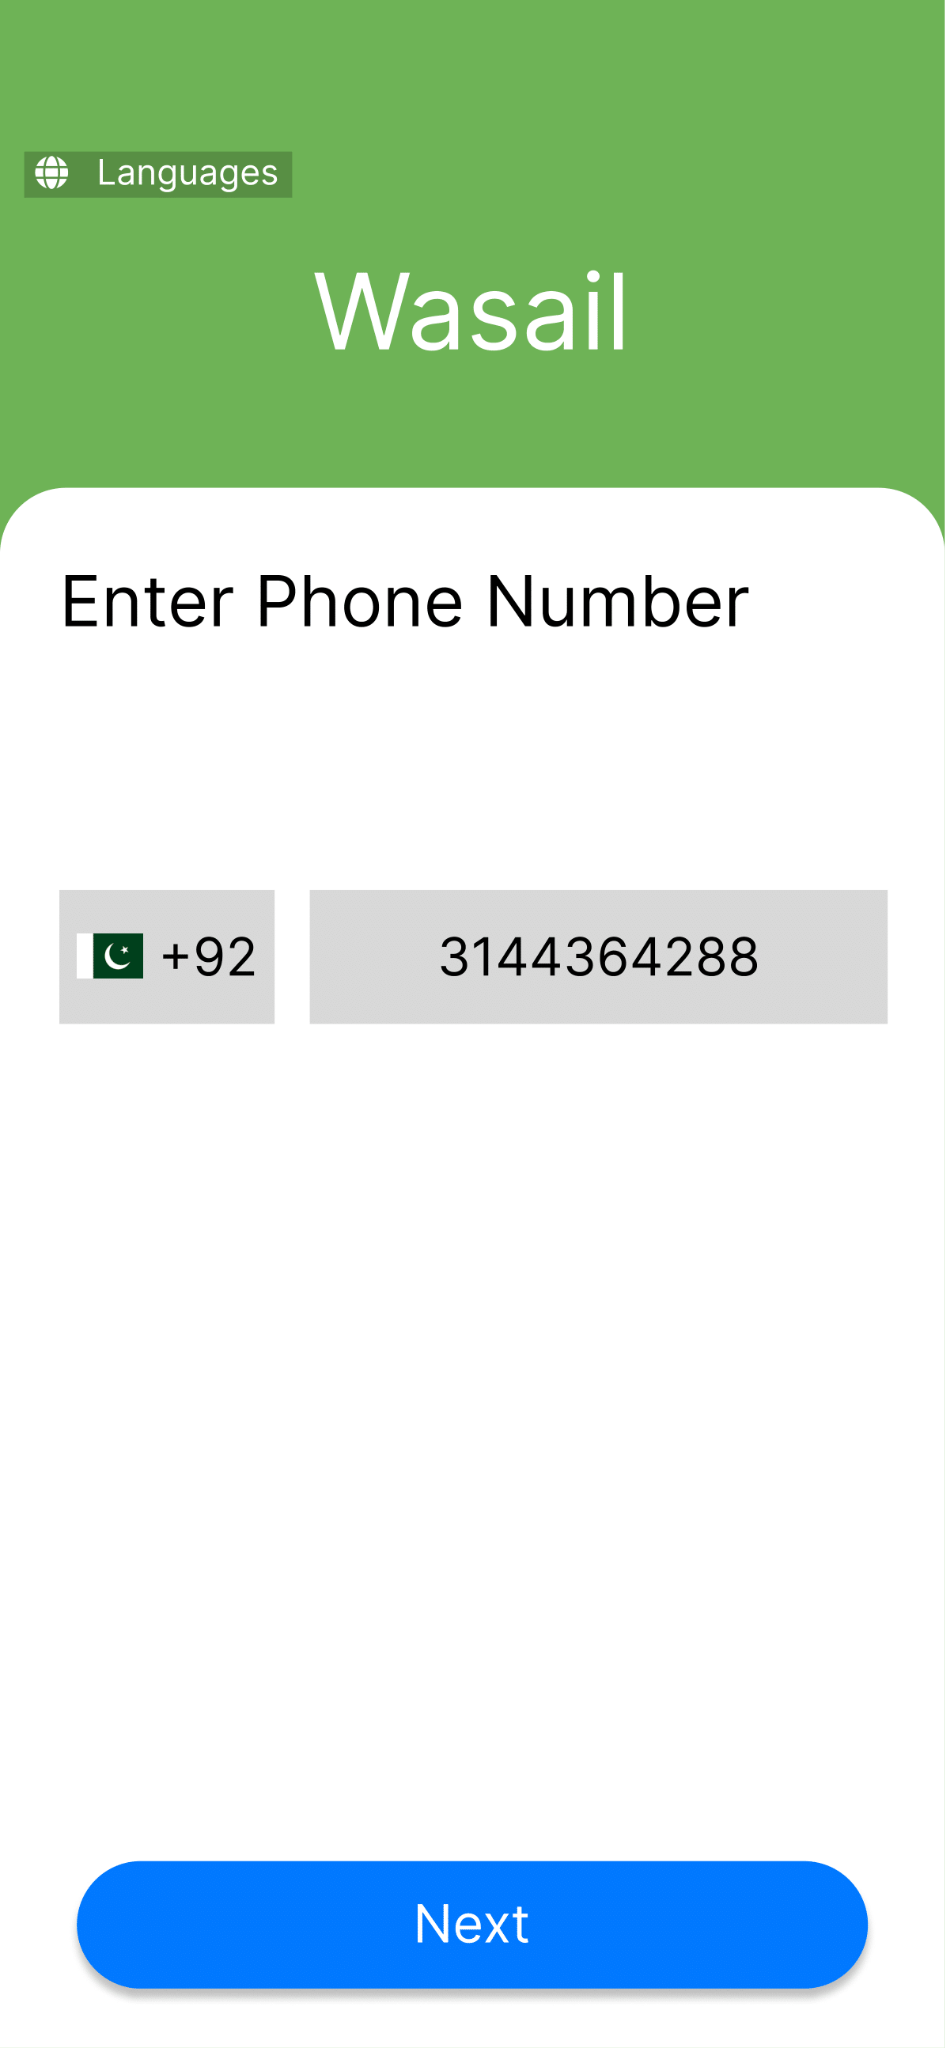 Languages
Wasail
Enter Phone Number
+92 3144364288
Next